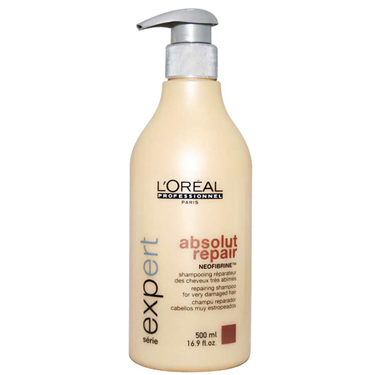 L'ORÉAL
PROFESSIONNEL
PARIS
série expert
absolut
repair
NEOFIBRINE™
shampooing réparateur
des cheveux très abîmés
repairing shampoo
for very damaged hair
champú reparador
cabellos muy estropeados
500 ml
16.9 fl.oz.